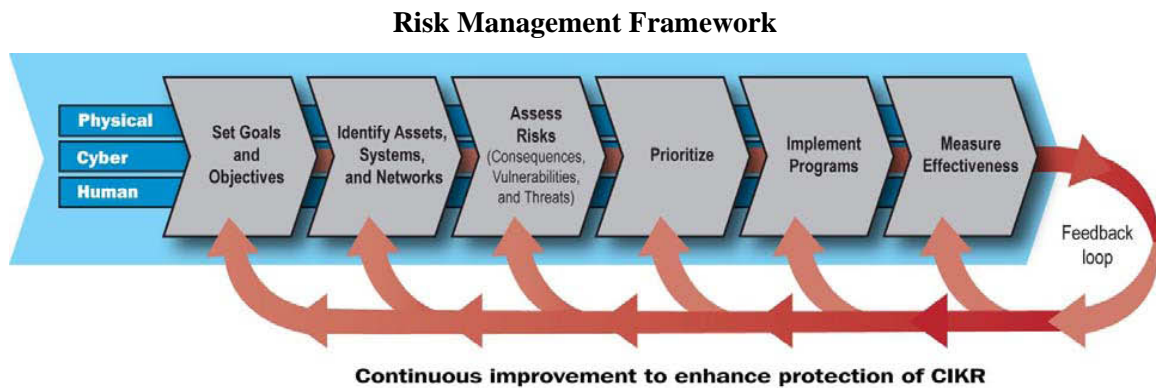 Risk Management Framework
Physical
Cyber
Human
Set Goals
and
Objectives
Identify Assets,
Systems,
and Networks
Assess
Risks
(Consequences,
Vulnerabilities,
and Threats)
Prioritize
Implement
Programs
Measure
Effectiveness
Feedback
loop
Continuous improvement to enhance protection of CIKR